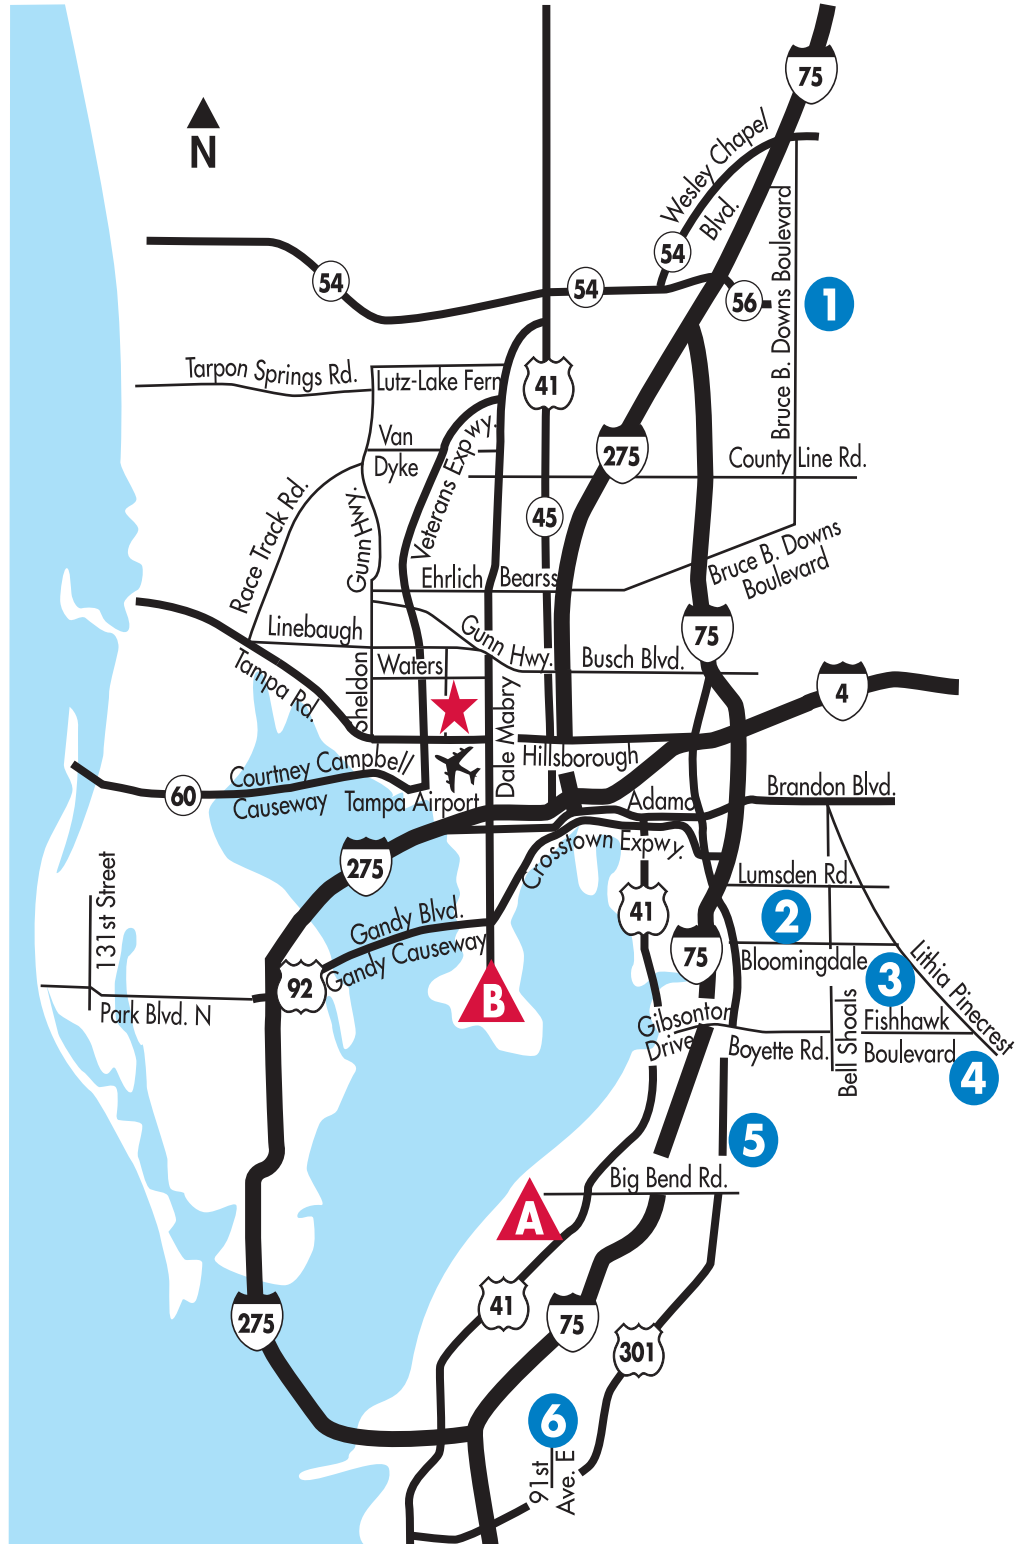 75
N
Wesley Chapel
Blvd.
54
54
54
56
Bruce B. Downs Boulevard
1
Tarpon Springs Rd.
Lutz-Lake Fern
41
Van
Dyke
Veterans Expwy.
275
County Line Rd.
Race Track Rd.
Gunn Hwy.
45
Ehrlich
Bearss
Bruce B. Downs
Boulevard
Linebaugh
Gunn Hwy.
75
Waters
Busch Blvd.
Tampa Rd.
Sheldon
Dale Mabry
4
Courtney Campbell
Causeway
60
Hillsborough
Tampa Airport
Adamo
Brandon Blvd.
Crosstown Expwy.
275
131st Street
Lumsden Rd.
41
2
Gandy Blvd.
Gandy Causeway
75
Bloomingdale
Lithia Pinecrest
92
B
3
Park Blvd. N
Gibsonton
Drive
Boyette Rd.
Bell Shoals
Fishhawk
Boulevard
4
5
Big Bend Rd.
A
41
75
275
301
6
91st
Ave. E